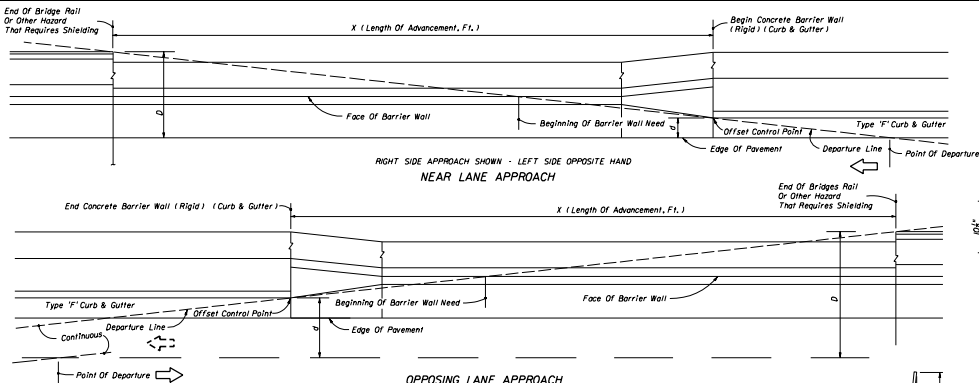 End Of Bridge Rail
Or Other Hazard
That Requires Shielding
X (Length Of Advancement, Ft.)
Begin Concrete Barrier Wall
(Rigid) (Curb & Gutter)
D
Face Of Barrier Wall
Beginning Of Barrier Wall Need
d
Type 'F' Curb & Gutter
Offset Control Point
Edge Of Pavement
Departure Line
Point Of Departure
RIGHT SIDE APPROACH SHOWN - LEFT SIDE OPPOSITE HAND
NEAR LANE APPROACH
End Of Bridges Rail
Or Other Hazard
That Requires Shielding
End Concrete Barrier Wall (Rigid) (Curb & Gutter)
X (Length Of Advancement, Ft.)
Type 'F' Curb & Gutter
Offset Control Point
Beginning Of Barrier Wall Need
Face Of Barrier Wall
D
d
Departure Line
Edge Of Pavement
Continuous
Point Of Departure
OPPOSING LANE APPROACH